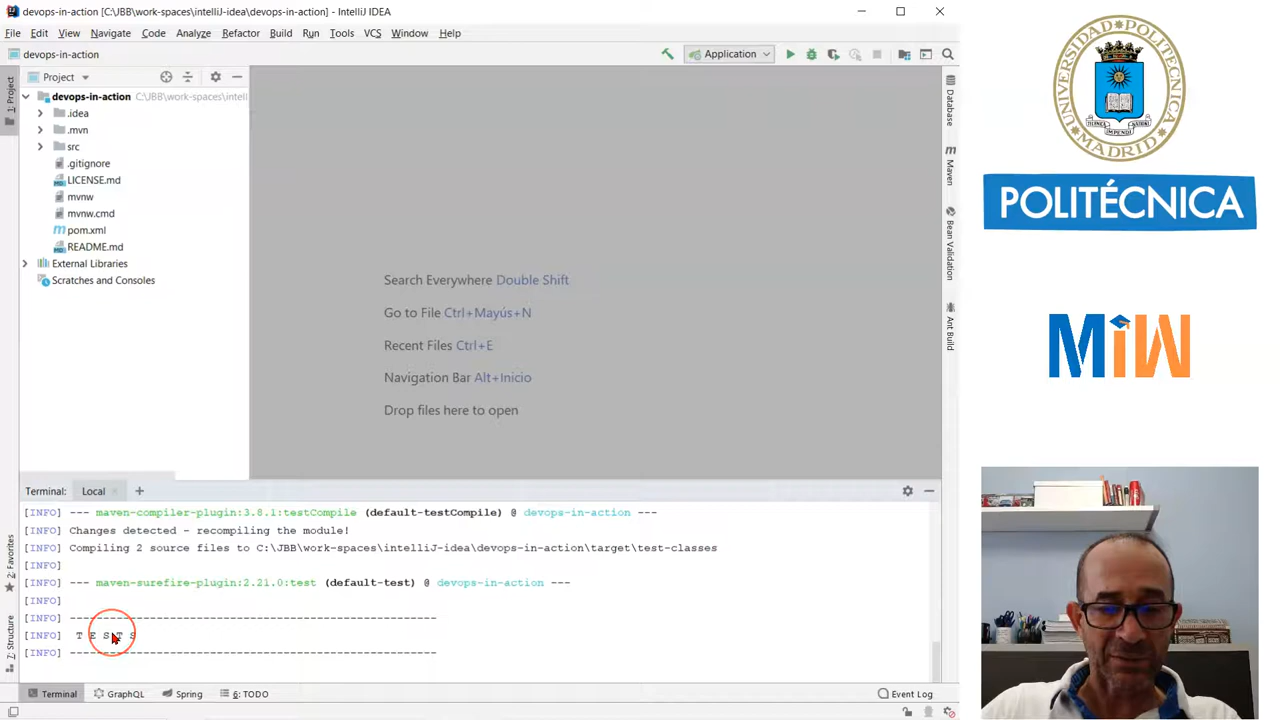 devops-in-action [C:\JBB\work-spaces\intelliJ-idea\devops-in-action] - IntelliJ IDEA
File Edit View Navigate Code Analyze Refactor Build Run Tools VCS Window Help
devops-in-action
Application
Project
devops-in-action C:\JBB\work-spaces\intell
.idea
.mvn
src
.gitignore
LICENSE.md
mvnw
mvnw.cmd
pom.xml
README.md
External Libraries
Scratches and Consoles
1: Project
2: Favorites
7: Structure
Search Everywhere Double Shift
Go to File Ctrl+Mayús+N
Recent Files Ctrl+E
Navigation Bar Alt+Inicio
Drop files here to open
Database
Maven
Bean Validation
Ant Build
Terminal: Local
[INFO] --- maven-compiler-plugin:3.8.1:testCompile (default-testCompile) @ devops-in-action ---
[INFO] Changes detected - recompiling the module!
[INFO] Compiling 2 source files to C:\JBB\work-spaces\intelliJ-idea\devops-in-action\target\test-classes
[INFO]
[INFO] --- maven-surefire-plugin:2.21.0:test (default-test) @ devops-in-action ---
[INFO]
[INFO] -------------------------------------------------------
[INFO] T E S T S
[INFO] -------------------------------------------------------
Terminal GraphQL Spring 6: TODO Event Log
UNIVERSIDAD POLITÉCNICA
MADRID
POLITÉCNICA
MiW